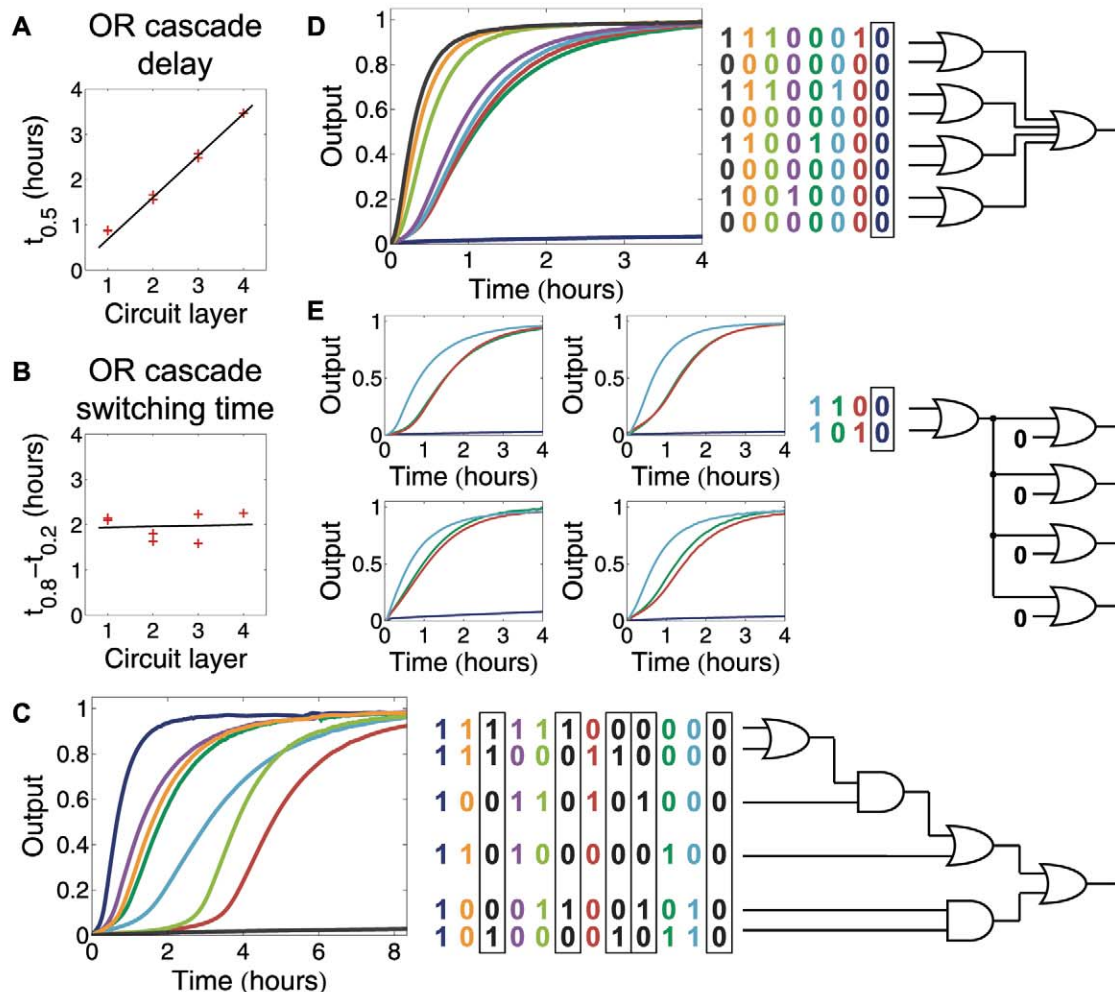 A
OR cascade
delay
t0.5 (hours)
4
3
2
1
0
1 2 3 4
Circuit layer
B
OR cascade
switching time
t0.8−t0.2 (hours)
4
3
2
1
0
1 2 3 4
Circuit layer
D
Output
1
0.8
0.6
0.4
0.2
0
0 1 2 3 4
Time (hours)
1 1 1 0 0 0 1 0
0 0 0 0 0 0 0 0
1 1 1 0 0 1 0 0
0 0 0 0 0 0 0 0
1 1 0 0 1 0 0 0
0 0 0 0 0 0 0 0
1 0 0 1 0 0 0 0
0 0 0 0 0 0 0 0
E
Output
1
0.5
0
0 1 2 3 4
Time (hours)
Output
1
0.5
0
0 1 2 3 4
Time (hours)
Output
1
0.5
0
0 1 2 3 4
Time (hours)
Output
1
0.5
0
0 1 2 3 4
Time (hours)
1 1 0 0
1 0 1 0
0
0
0
0
C
Output
1
0.8
0.6
0.4
0.2
0
0 2 4 6 8
Time (hours)
1 1 1 1 1 1 0 0 0 0 0 0
1 1 1 0 0 0 1 1 0 0 0 0
1 0 0 1 1 0 1 0 1 0 0 0
1 1 0 1 0 0 0 0 0 1 0 0
1 0 0 0 1 1 0 0 1 0 1 0
1 0 1 0 0 0 0 1 0 1 1 0